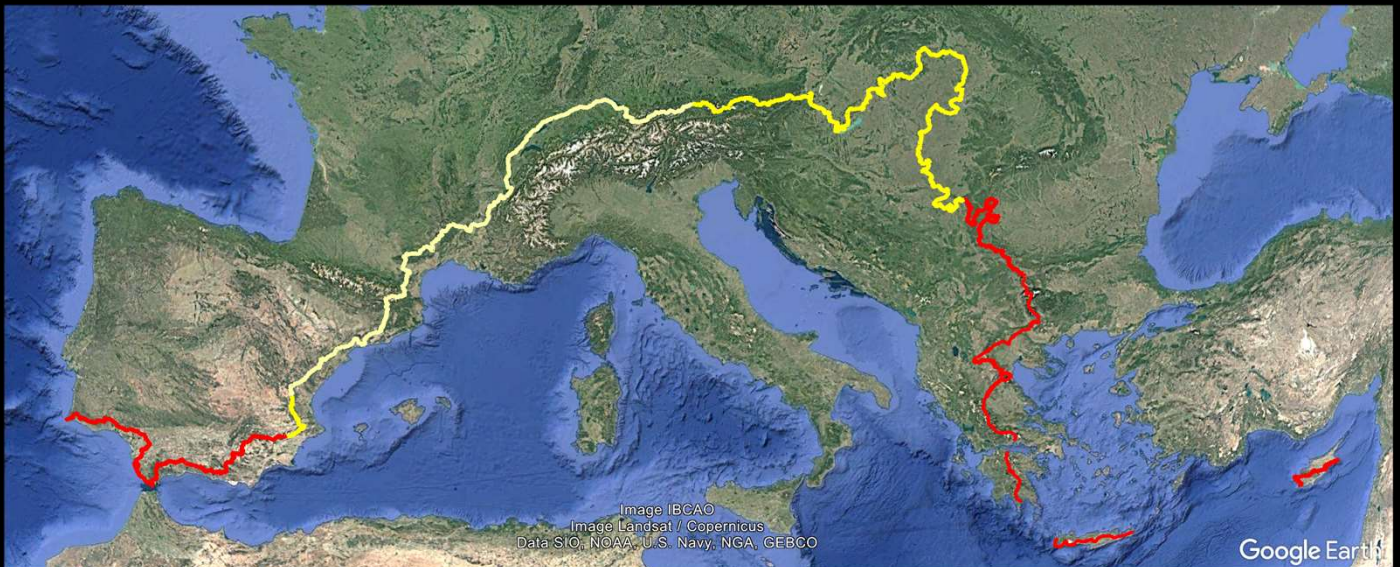 Image IBCAO
Image Landsat / Copernicus
Data SIO, NOAA, U.S. Navy, NGA, GEBCO
Google Earth